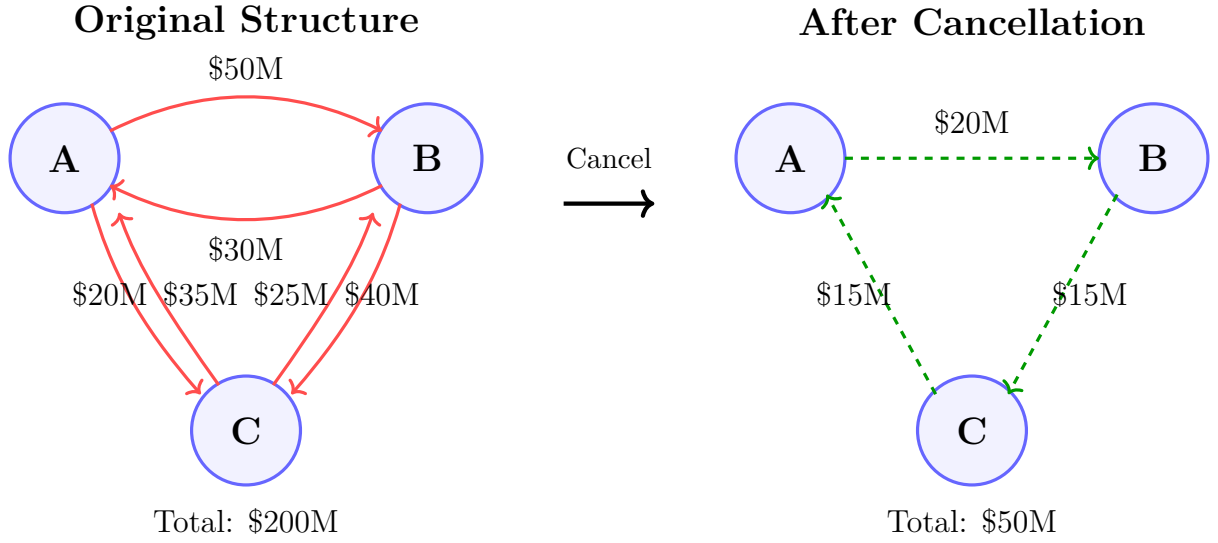 Original Structure
After Cancellation
$50M
A
B
$30M
$20M
$35M
$25M
$40M
C
Total: $200M
Cancel
A
$20M
B
$15M
$15M
C
Total: $50M